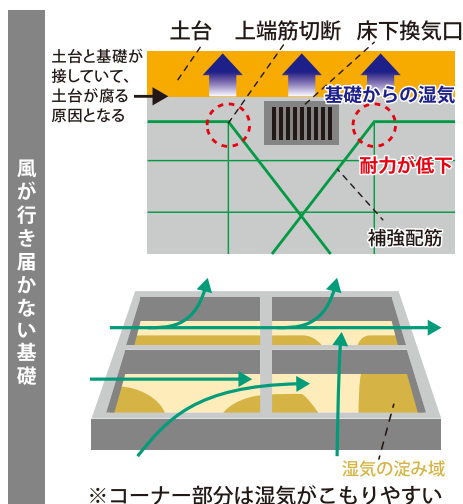 風が行き届かない基礎
土台 上端筋切断 床下換気口
土台と基礎が
接していて、
土台が腐る
原因となる
基礎からの湿気
耐力が低下
補強配筋
湿気の淀み域
※コーナー部分は湿気がこもりやすい